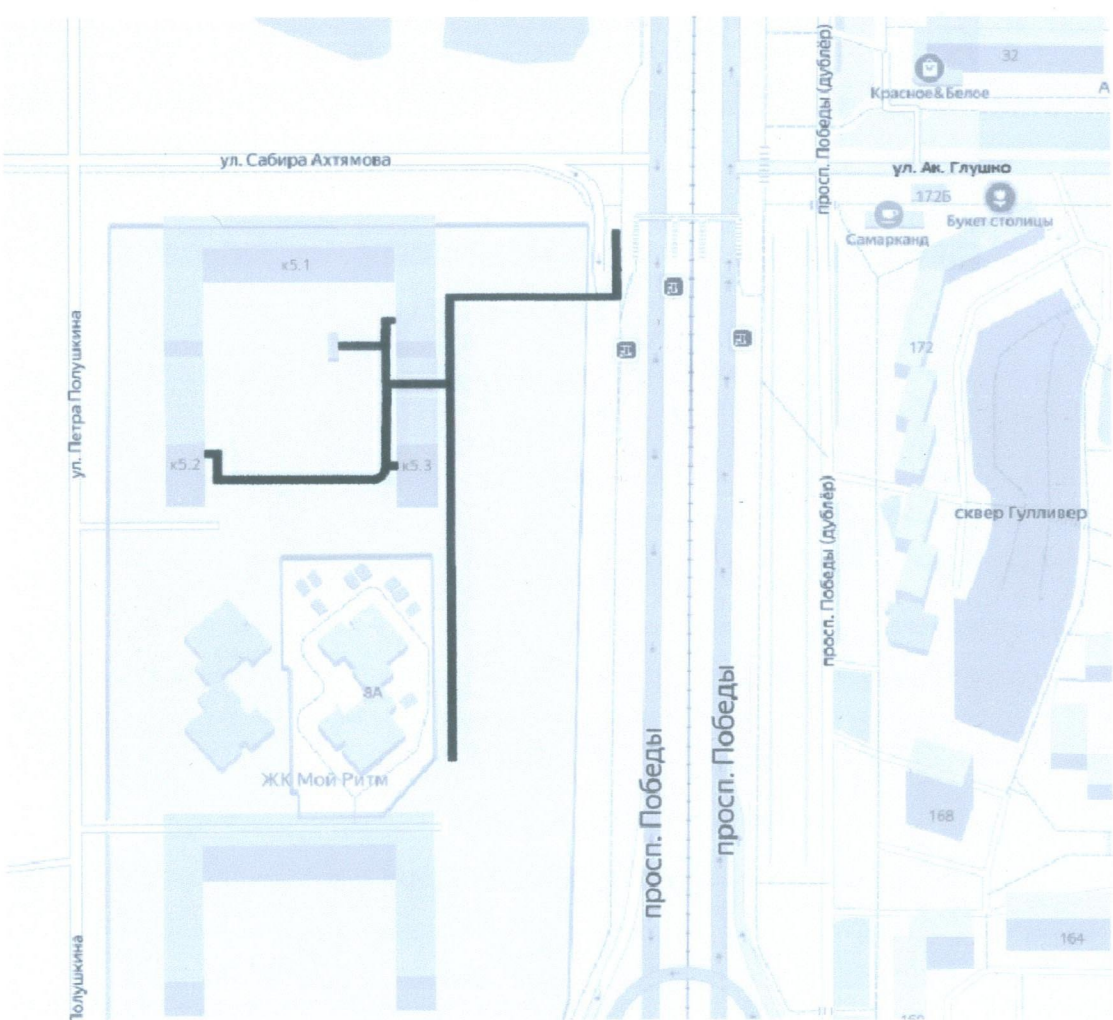 32
Красное&Белое
А
просп. Победы (дублёр)
ул. Сабира Ахтямова
ул. Ак. Глушко
172Б
Букет столицы
Самарканд
к5.1
172
ул. Петра Полушкина
к5.2
к5.3
сквер Гулливер
просп. Победы (дублёр)
8А
просп. Победы
просп. Победы
ЖК Мой Ритм
168
164
Полушкина